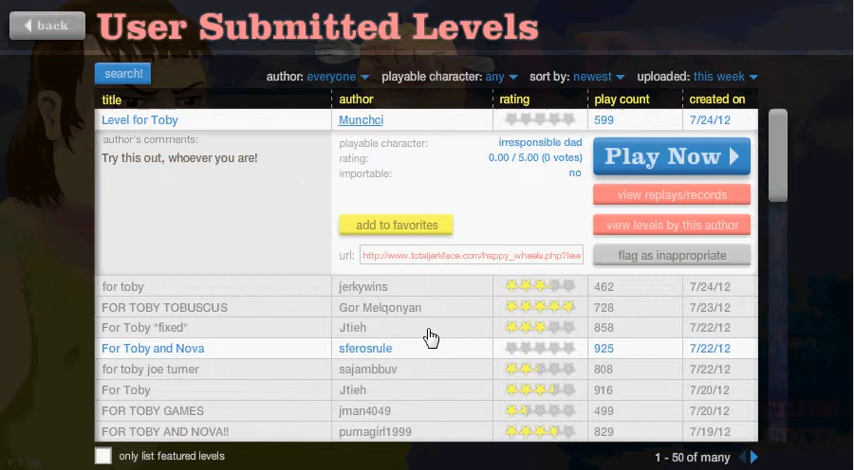 back
User Submitted Levels
search!
author: everyone playable character: any sort by: newest uploaded: this week
title author rating play count created on
Level for Toby Munchci 599 7/24/12
author's comments:
Try this out, whoever you are!
playable character: irresponsible dad
rating: 0.00 / 5.00 (0 votes)
importable: no
Play Now
view replays/records
add to favorites
view levels by this author
url: http://www.totaljerkface.com/happy_wheels.php?leve
flag as inappropriate
for toby jerkywins 462 7/24/12
FOR TOBY TOBUSCUS Gor Melqonyan 728 7/23/12
For Toby *fixed* Jtieh 858 7/22/12
For Toby and Nova sferosrule 925 7/22/12
for toby joe turner sajambbuv 808 7/22/12
For Toby Jtieh 916 7/20/12
FOR TOBY GAMES jman4049 499 7/20/12
FOR TOBY AND NOVA!! pumagirl1999 829 7/19/12
only list featured levels
1 - 50 of many